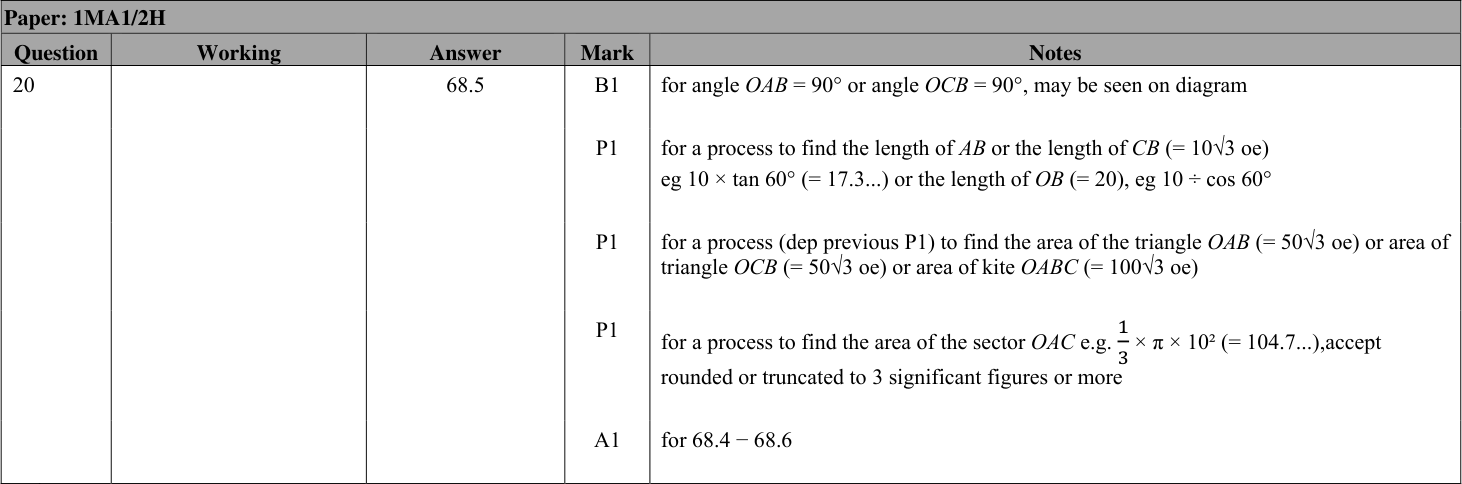 Paper: 1MA1/2H
Question Working Answer Mark Notes
20 68.5 B1 for angle OAB = 90° or angle OCB = 90°, may be seen on diagram
P1 for a process to find the length of AB or the length of CB (= 10√3 oe)
eg 10 × tan 60° (= 17.3...) or the length of OB (= 20), eg 10 ÷ cos 60°
P1 for a process (dep previous P1) to find the area of the triangle OAB (= 50√3 oe) or area of
triangle OCB (= 50√3 oe) or area of kite OABC (= 100√3 oe)
P1 for a process to find the area of the sector OAC e.g. 1/3 × π × 10² (= 104.7...),accept
rounded or truncated to 3 significant figures or more
A1 for 68.4 − 68.6